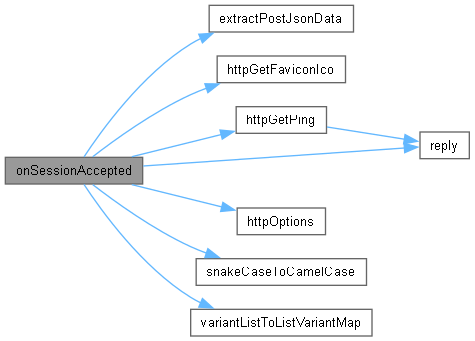 extractPostJsonData
httpGetFaviconIco
httpGetPing
reply
onSessionAccepted
httpOptions
snakeCaseToCamelCase
variantListToListVariantMap